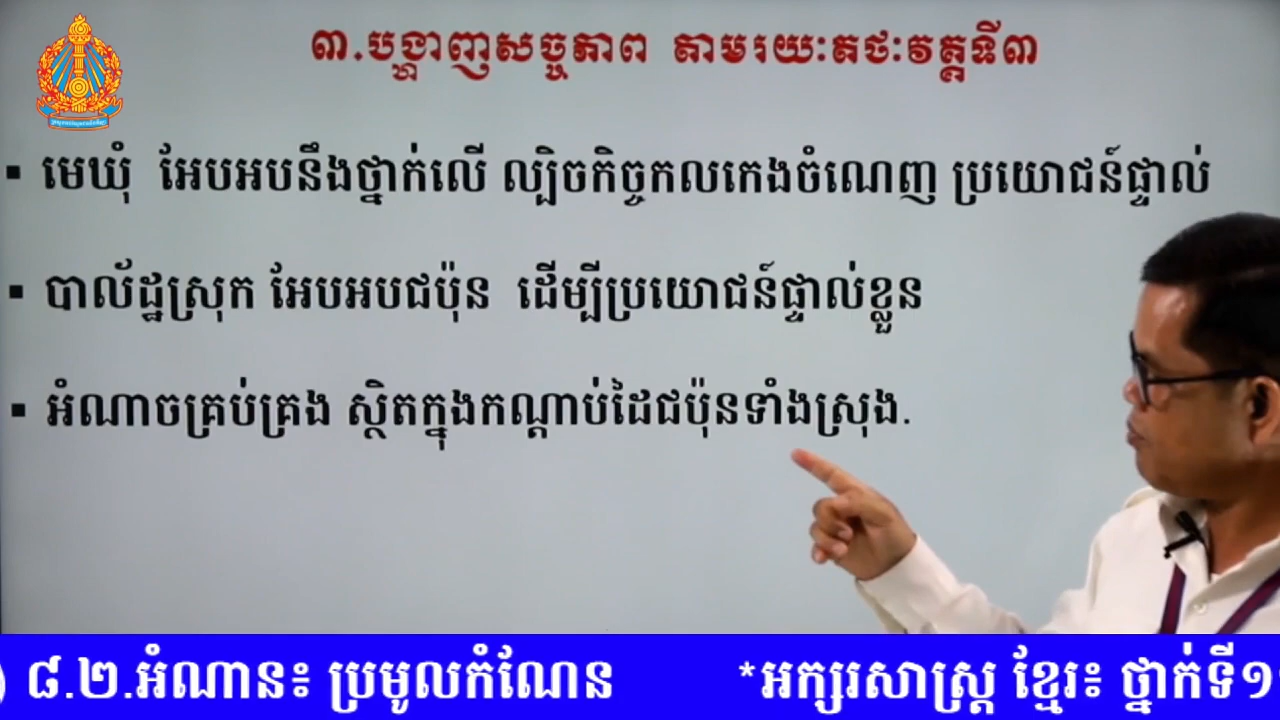 ៣.បង្ហាញសច្ចភាព តាមរយៈតថៈវត្តទី៣
▪ មេឃុំ អែបអបនឹងថ្នាក់លើ ល្បិចកិច្ចកលកេងចំណេញ ប្រយោជន៍ផ្ទាល់
▪ បាល័ដ្ឋស្រុក អែបអបជប៉ុន ដើម្បីប្រយោជន៍ផ្ទាល់ខ្លួន
▪ អំណាចគ្រប់គ្រង ស្ថិតក្នុងកណ្ដាប់ដៃជប៉ុនទាំងស្រុង.
) ៨.២.អំណាន៖ ប្រមូលកំណែន *អក្សរសាស្ត្រ ខ្មែរ៖ ថ្នាក់ទី១